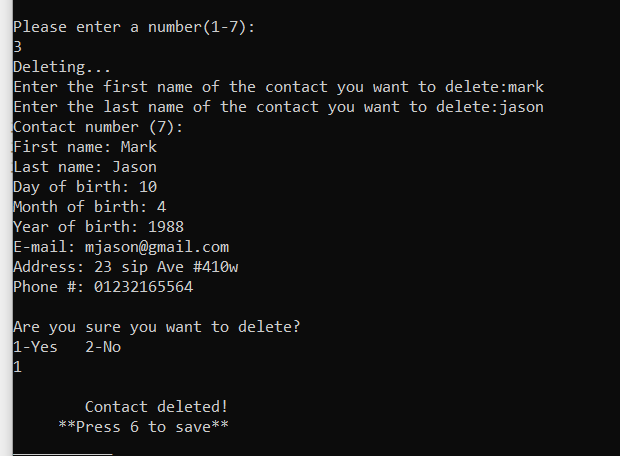 Please enter a number(1-7):
3
Deleting...
Enter the first name of the contact you want to delete:mark
Enter the last name of the contact you want to delete:jason
Contact number (7):
First name: Mark
Last name: Jason
Day of birth: 10
Month of birth: 4
Year of birth: 1988
E-mail: mjason@gmail.com
Address: 23 sip Ave #410w
Phone #: 01232165564
Are you sure you want to delete?
1-Yes   2-No
1
Contact deleted!
**Press 6 to save**